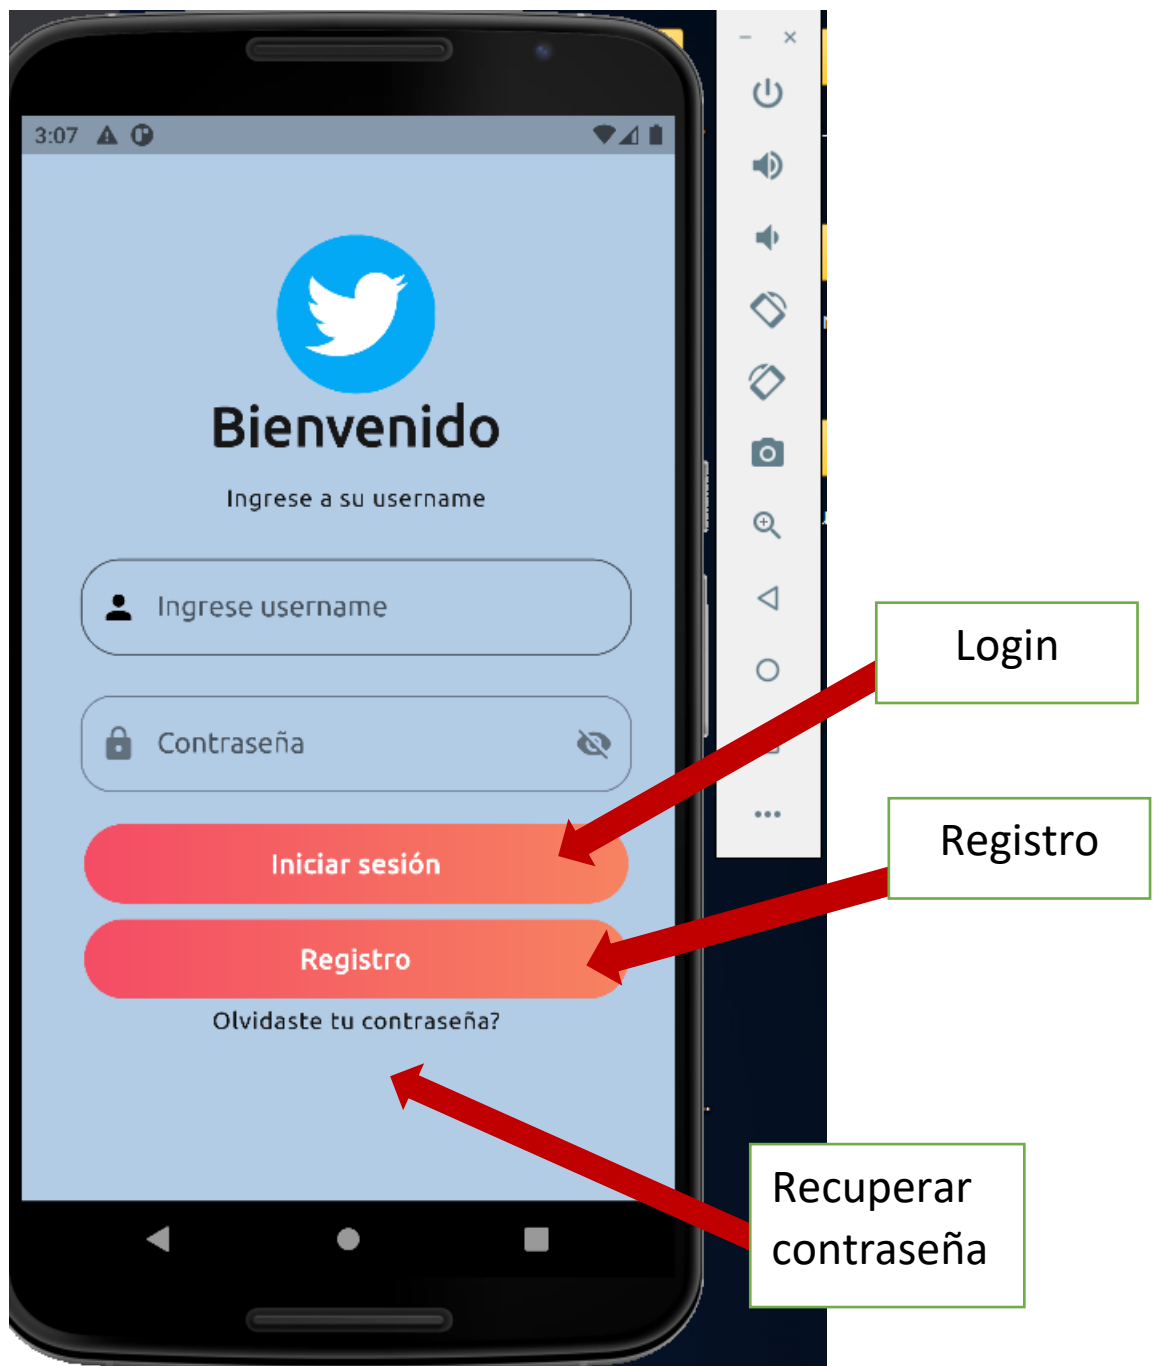 3:07
Bienvenido
Ingrese a su username
Ingrese username
Login
Contraseña
Registro
Iniciar sesión
Registro
Olvidaste tu contraseña?
Recuperar
contraseña